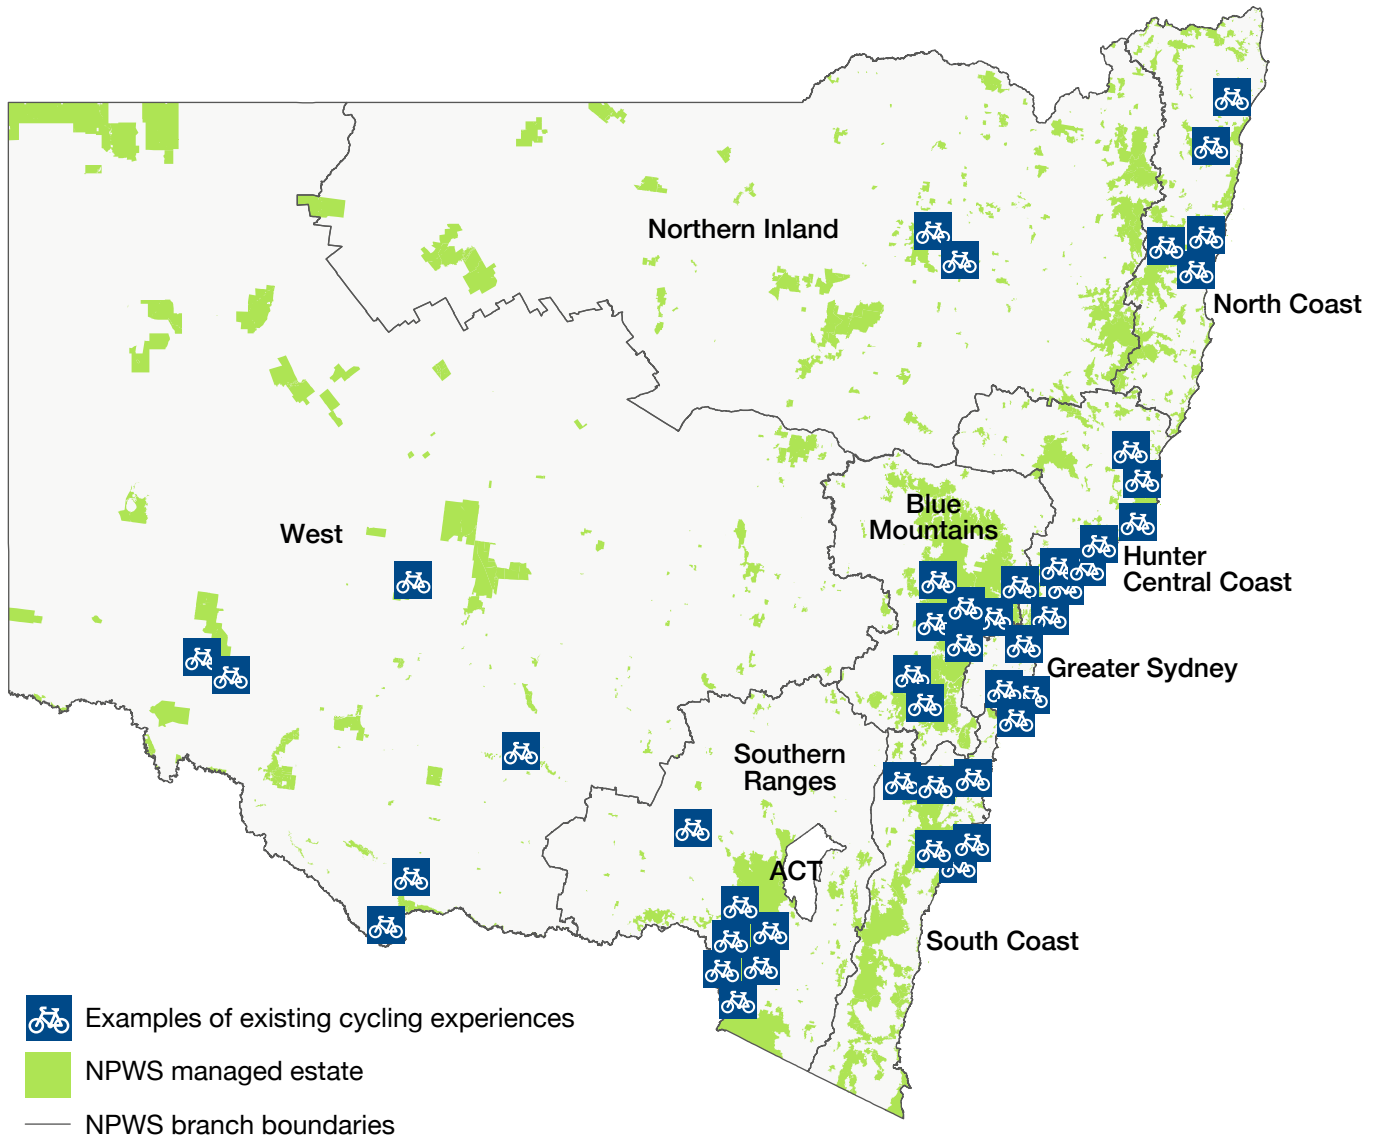 Northern Inland
North Coast
Blue
Mountains
West
Hunter
Central Coast
Greater Sydney
Southern
Ranges
ACT
South Coast
Examples of existing cycling experiences
NPWS managed estate
NPWS branch boundaries